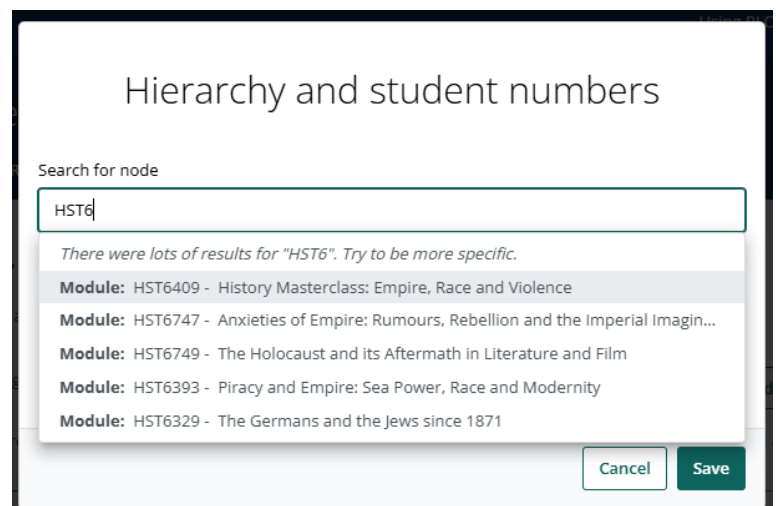 Hierarchy and student numbers
Search for node
HST6
There were lots of results for "HST6". Try to be more specific.
Module: HST6409 - History Masterclass: Empire, Race and Violence
Module: HST6747 - Anxieties of Empire: Rumours, Rebellion and the Imperial Imagin...
Module: HST6749 - The Holocaust and its Aftermath in Literature and Film
Module: HST6393 - Piracy and Empire: Sea Power, Race and Modernity
Module: HST6329 - The Germans and the Jews since 1871
Cancel Save